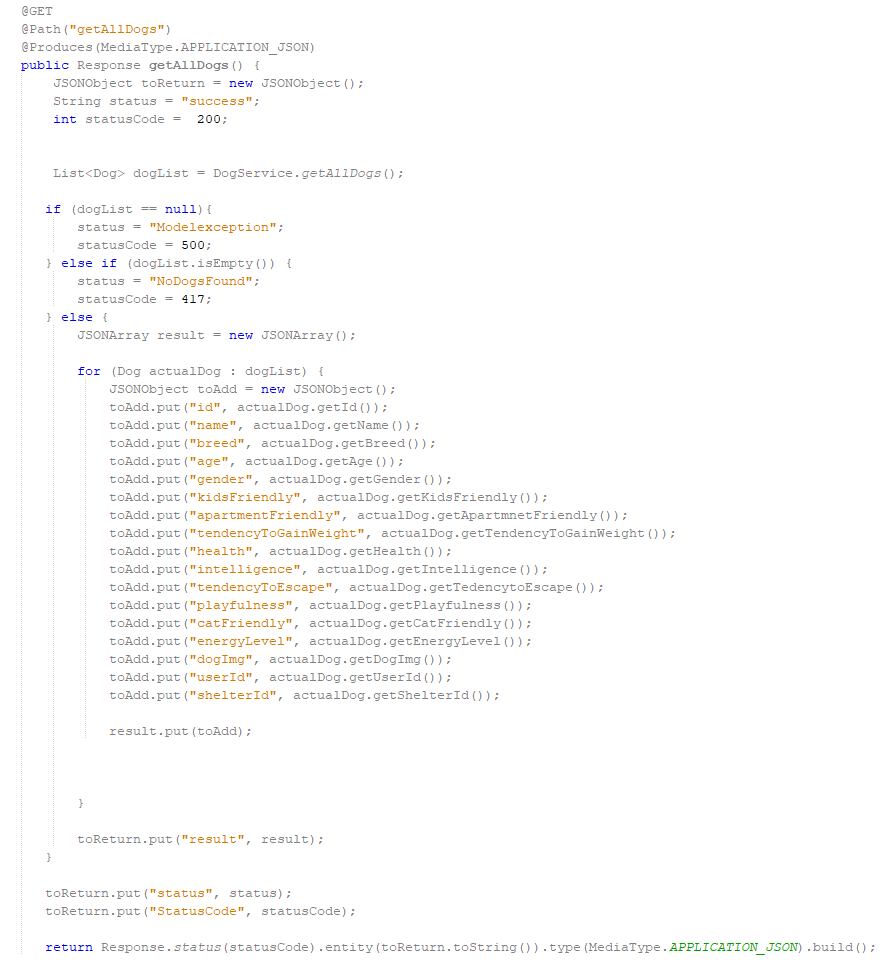 @GET
@Path("getAllDogs")
@Produces(MediaType.APPLICATION_JSON)
public Response getAllDogs() {
    JSONObject toReturn = new JSONObject();
    String status = "success";
    int statusCode =  200;
    List<Dog> dogList = DogService.getAllDogs();
   if (dogList == null){
       status = "Modelexception";
       statusCode = 500;
   } else if (dogList.isEmpty()) {
       status = "NoDogsFound";
       statusCode = 417;
   } else {
       JSONArray result = new JSONArray();
       for (Dog actualDog : dogList) {
           JSONObject toAdd = new JSONObject();
           toAdd.put("id", actualDog.getId());
           toAdd.put("name", actualDog.getName());
           toAdd.put("breed", actualDog.getBreed());
           toAdd.put("age", actualDog.getAge());
           toAdd.put("gender", actualDog.getGender());
           toAdd.put("kidsFriendly", actualDog.getKidsFriendly());
           toAdd.put("apartmentFriendly", actualDog.getApartmnetFriendly());
           toAdd.put("tendencyToGainWeight", actualDog.getTendencyToGainWeight());
           toAdd.put("health", actualDog.getHealth());
           toAdd.put("intelligence", actualDog.getIntelligence());
           toAdd.put("tendencyToEscape", actualDog.getTedencytoEscape());
           toAdd.put("playfulness", actualDog.getPlayfulness());
           toAdd.put("catFriendly", actualDog.getCatFriendly());
           toAdd.put("energyLevel", actualDog.getEnergyLevel());
           toAdd.put("dogImg", actualDog.getDogImg());
           toAdd.put("userId", actualDog.getUserId());
           toAdd.put("shelterId", actualDog.getShelterId());
           result.put(toAdd);
       }
       toReturn.put("result", result);
   }
   toReturn.put("status", status);
   toReturn.put("StatusCode", statusCode);
   return Response.status(statusCode).entity(toReturn.toString()).type(MediaType.APPLICATION_JSON).build();